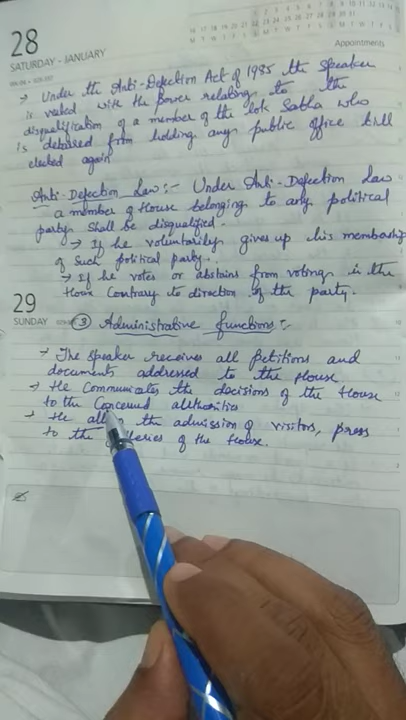 28
SATURDAY - JANUARY
Appointments
→ Under the Anti-Defection Act of 1985 the Speaker
is vested with the Power relating to the
disqualification of a member of the Lok Sabha who
is debarred from holding any public office till
elected again
Anti-Defection Law:- Under Anti-Defection Law
a member of House belonging to any political
party shall be disqualified.
→ If he voluntarily gives up his membership
of such political party.
→ If he votes or abstains from voting in the
House Contrary to direction of the party.
29
SUNDAY
③ Administrative functions:-
→ The Speaker receives all Petitions and
documents addressed to the House
→ He Communicates the decisions of the House
to the Concerned authorities
→ He the admission of visitors, press
to the of the House.